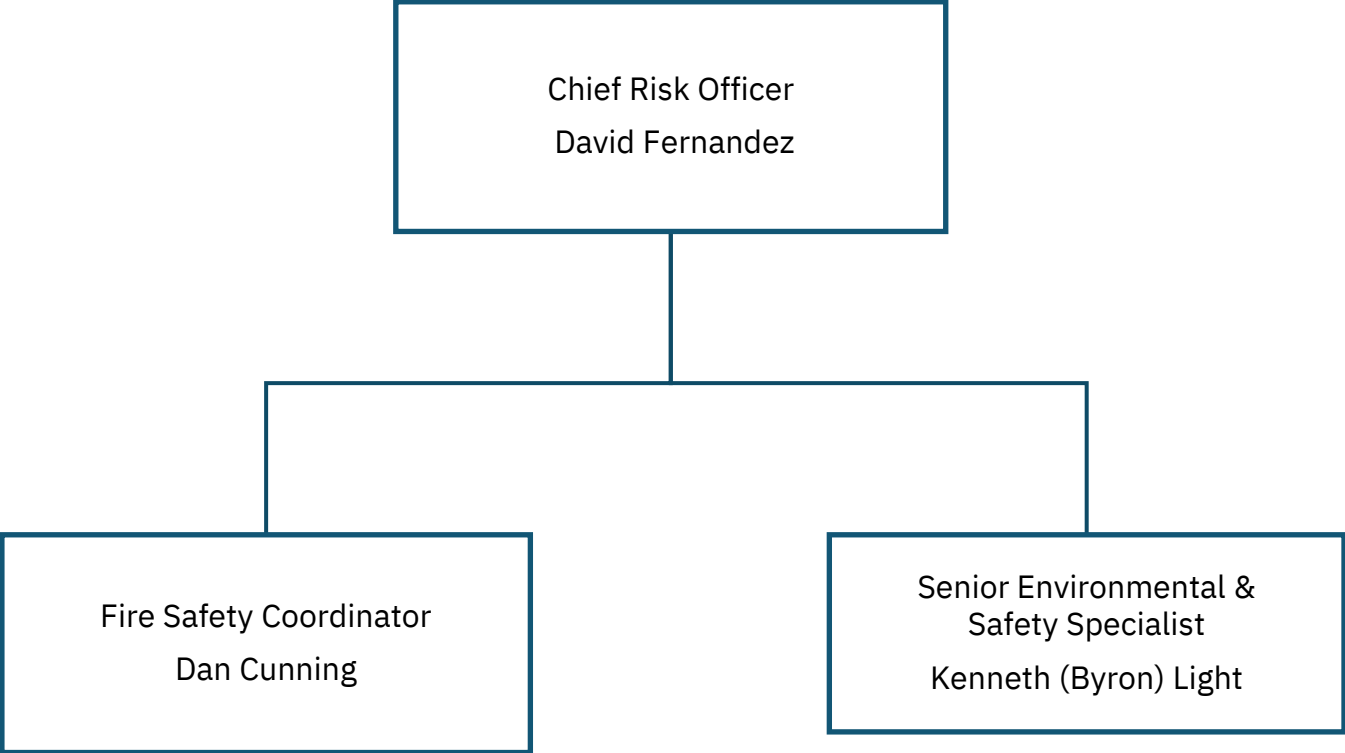 Chief Risk Officer
David Fernandez
Fire Safety Coordinator
Dan Cunning
Senior Environmental &
Safety Specialist
Kenneth (Byron) Light